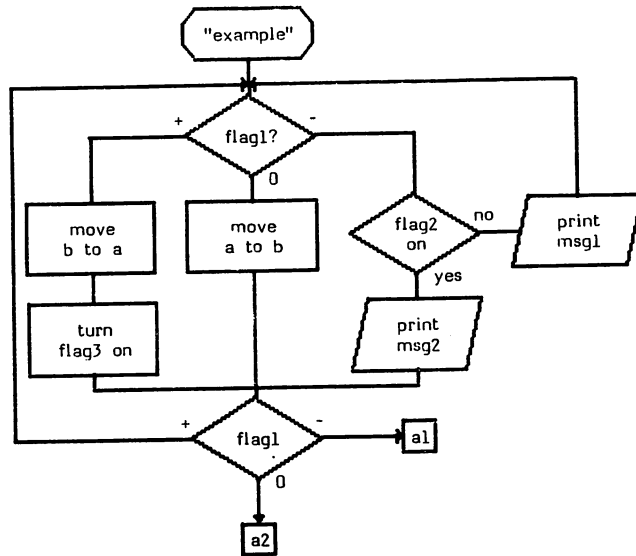 "example"
+
flag1?
-
0
move
b to a
move
a to b
flag2
on
no
print
msg1
yes
turn
flag3 on
print
msg2
+
flag1
-
a1
0
a2